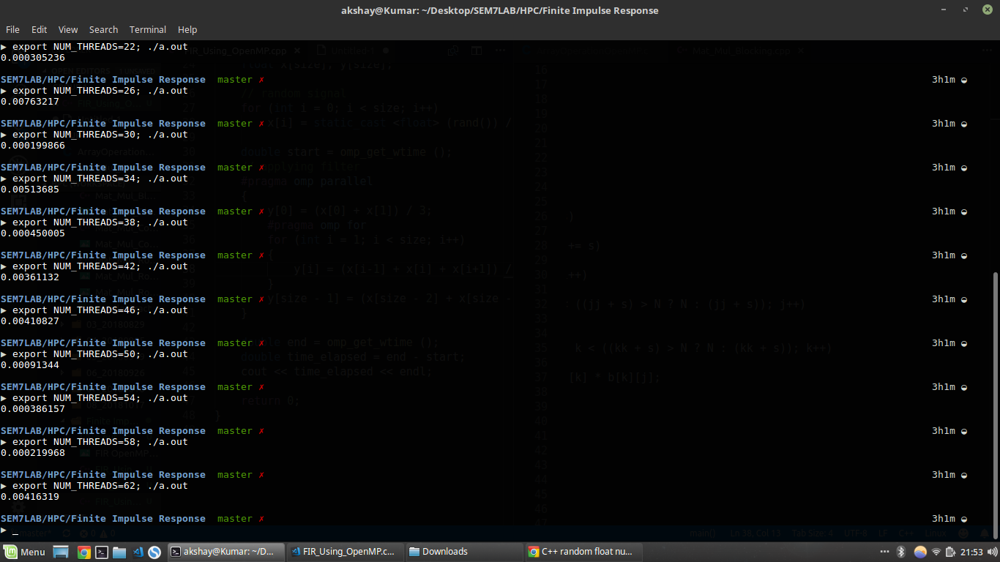 akshay@Kumar: ~/Desktop/SEM7LAB/HPC/Finite Impulse Response
File Edit View Search Terminal Help
▶ export NUM_THREADS=22; ./a.out
0.000305236
SEM7LAB/HPC/Finite Impulse Response master ✗ 3h1m
▶ export NUM_THREADS=26; ./a.out
0.00763217
SEM7LAB/HPC/Finite Impulse Response master ✗ 3h1m
▶ export NUM_THREADS=30; ./a.out
0.000199866
SEM7LAB/HPC/Finite Impulse Response master ✗ 3h1m
▶ export NUM_THREADS=34; ./a.out
0.00513685
SEM7LAB/HPC/Finite Impulse Response master ✗ 3h1m
▶ export NUM_THREADS=38; ./a.out
0.000450005
SEM7LAB/HPC/Finite Impulse Response master ✗ 3h1m
▶ export NUM_THREADS=42; ./a.out
0.00361132
SEM7LAB/HPC/Finite Impulse Response master ✗ 3h1m
▶ export NUM_THREADS=46; ./a.out
0.00410827
SEM7LAB/HPC/Finite Impulse Response master ✗ 3h1m
▶ export NUM_THREADS=50; ./a.out
0.00091344
SEM7LAB/HPC/Finite Impulse Response master ✗ 3h1m
▶ export NUM_THREADS=54; ./a.out
0.000386157
SEM7LAB/HPC/Finite Impulse Response master ✗ 3h1m
▶ export NUM_THREADS=58; ./a.out
0.000219968
SEM7LAB/HPC/Finite Impulse Response master ✗ 3h1m
▶ export NUM_THREADS=62; ./a.out
0.00416319
SEM7LAB/HPC/Finite Impulse Response master ✗ 3h1m
▶ _
Menu akshay@Kumar: ~/D... FIR_Using_OpenMP.c... Downloads C++ random float nu... 21:53